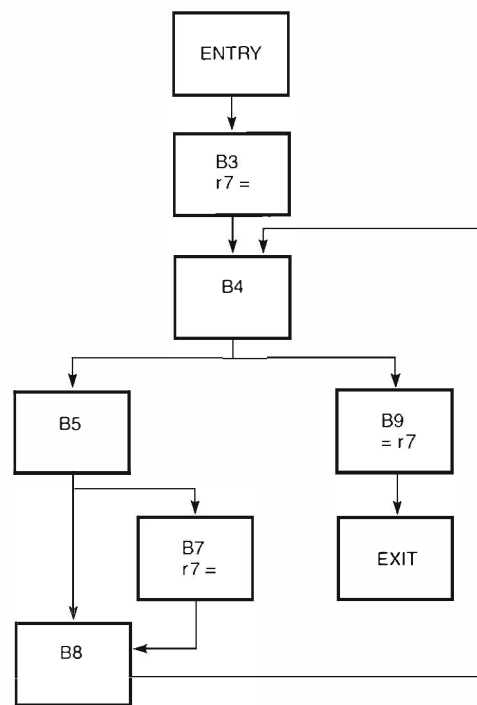 ENTRY
B3
r7 =
B4
B5
B9
= r7
B7
r7 =
EXIT
B8